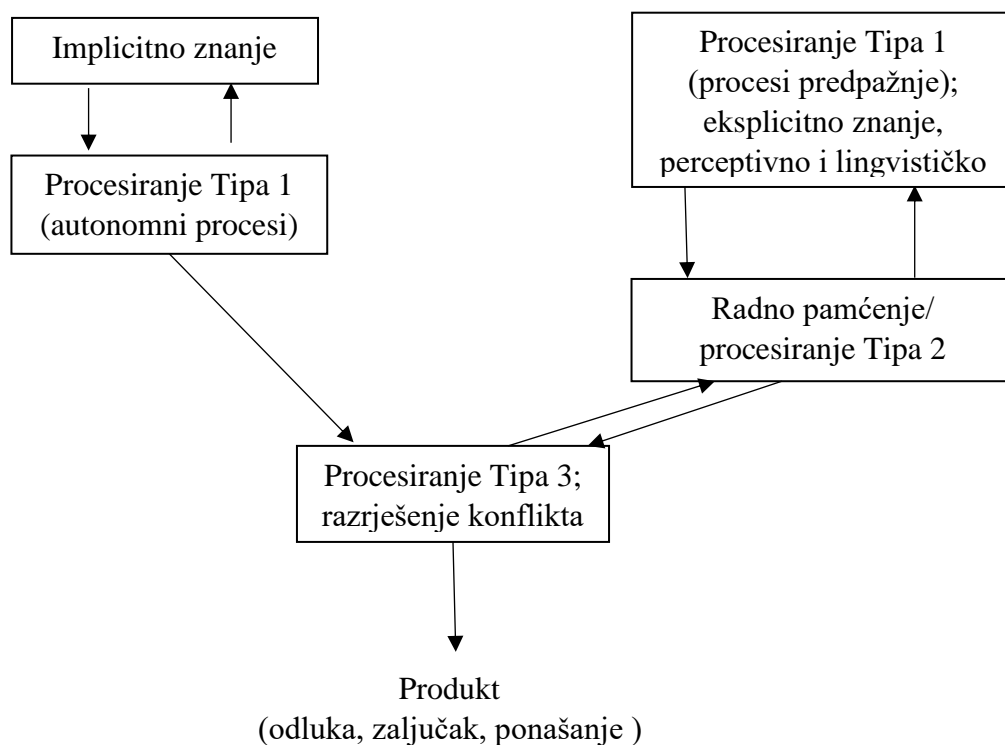 Implicitno znanje
Procesiranje Tipa 1
(autonomni procesi)
Procesiranje Tipa 1
(procesi predpažnje);
eksplicitno znanje,
perceptivno i lingvističko
Radno pamćenje/
procesiranje Tipa 2
Procesiranje Tipa 3;
razrješenje konflikta
Produkt
(odluka, zaljučak, ponašanje )